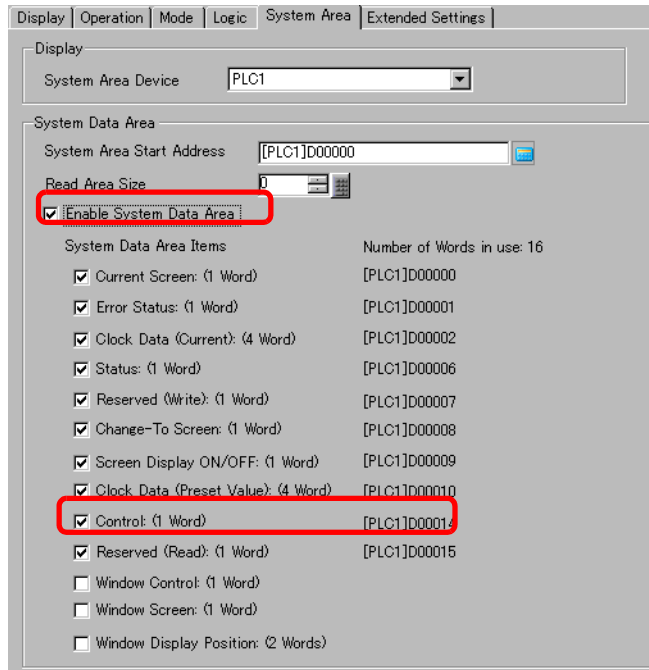 Display Operation Mode Logic System Area Extended Settings
Display
System Area Device PLC1
System Data Area
System Area Start Address [PLC1]D00000
Read Area Size 0
Enable System Data Area
System Data Area Items Number of Words in use: 16
Current Screen: (1 Word) [PLC1]D00000
Error Status: (1 Word) [PLC1]D00001
Clock Data (Current): (4 Word) [PLC1]D00002
Status: (1 Word) [PLC1]D00006
Reserved (Write): (1 Word) [PLC1]D00007
Change-To Screen: (1 Word) [PLC1]D00008
Screen Display ON/OFF: (1 Word) [PLC1]D00009
Clock Data (Preset Value): (4 Word) [PLC1]D00010
Control: (1 Word) [PLC1]D00014
Reserved (Read): (1 Word) [PLC1]D00015
Window Control: (1 Word)
Window Screen: (1 Word)
Window Display Position: (2 Words)